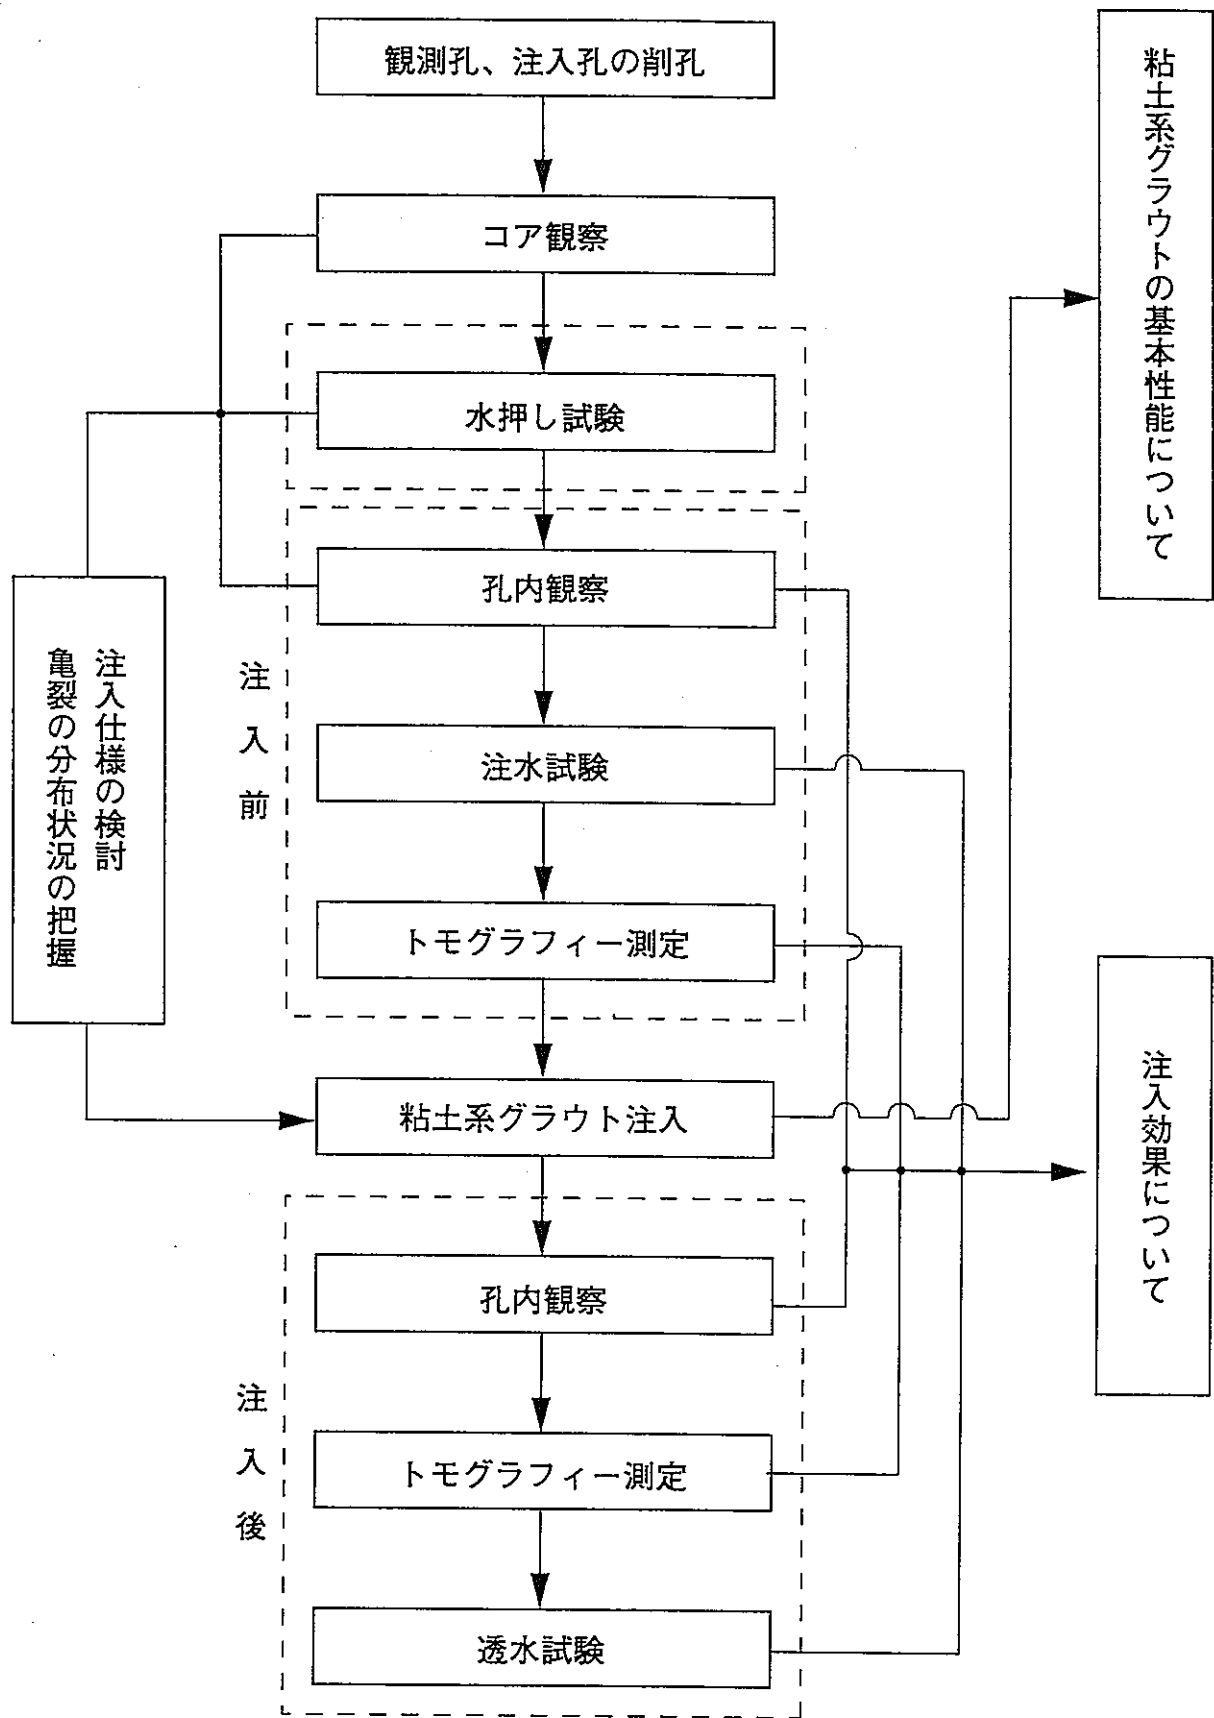 観測孔、注入孔の削孔
コア観察
水押し試験
孔内観察
注水試験
トモグラフィー測定
注入前
粘土系グラウト注入
孔内観察
トモグラフィー測定
透水試験
注入後
注入仕様の検討
亀裂の分布状況の把握
粘土系グラウトの基本性能について
注入効果について